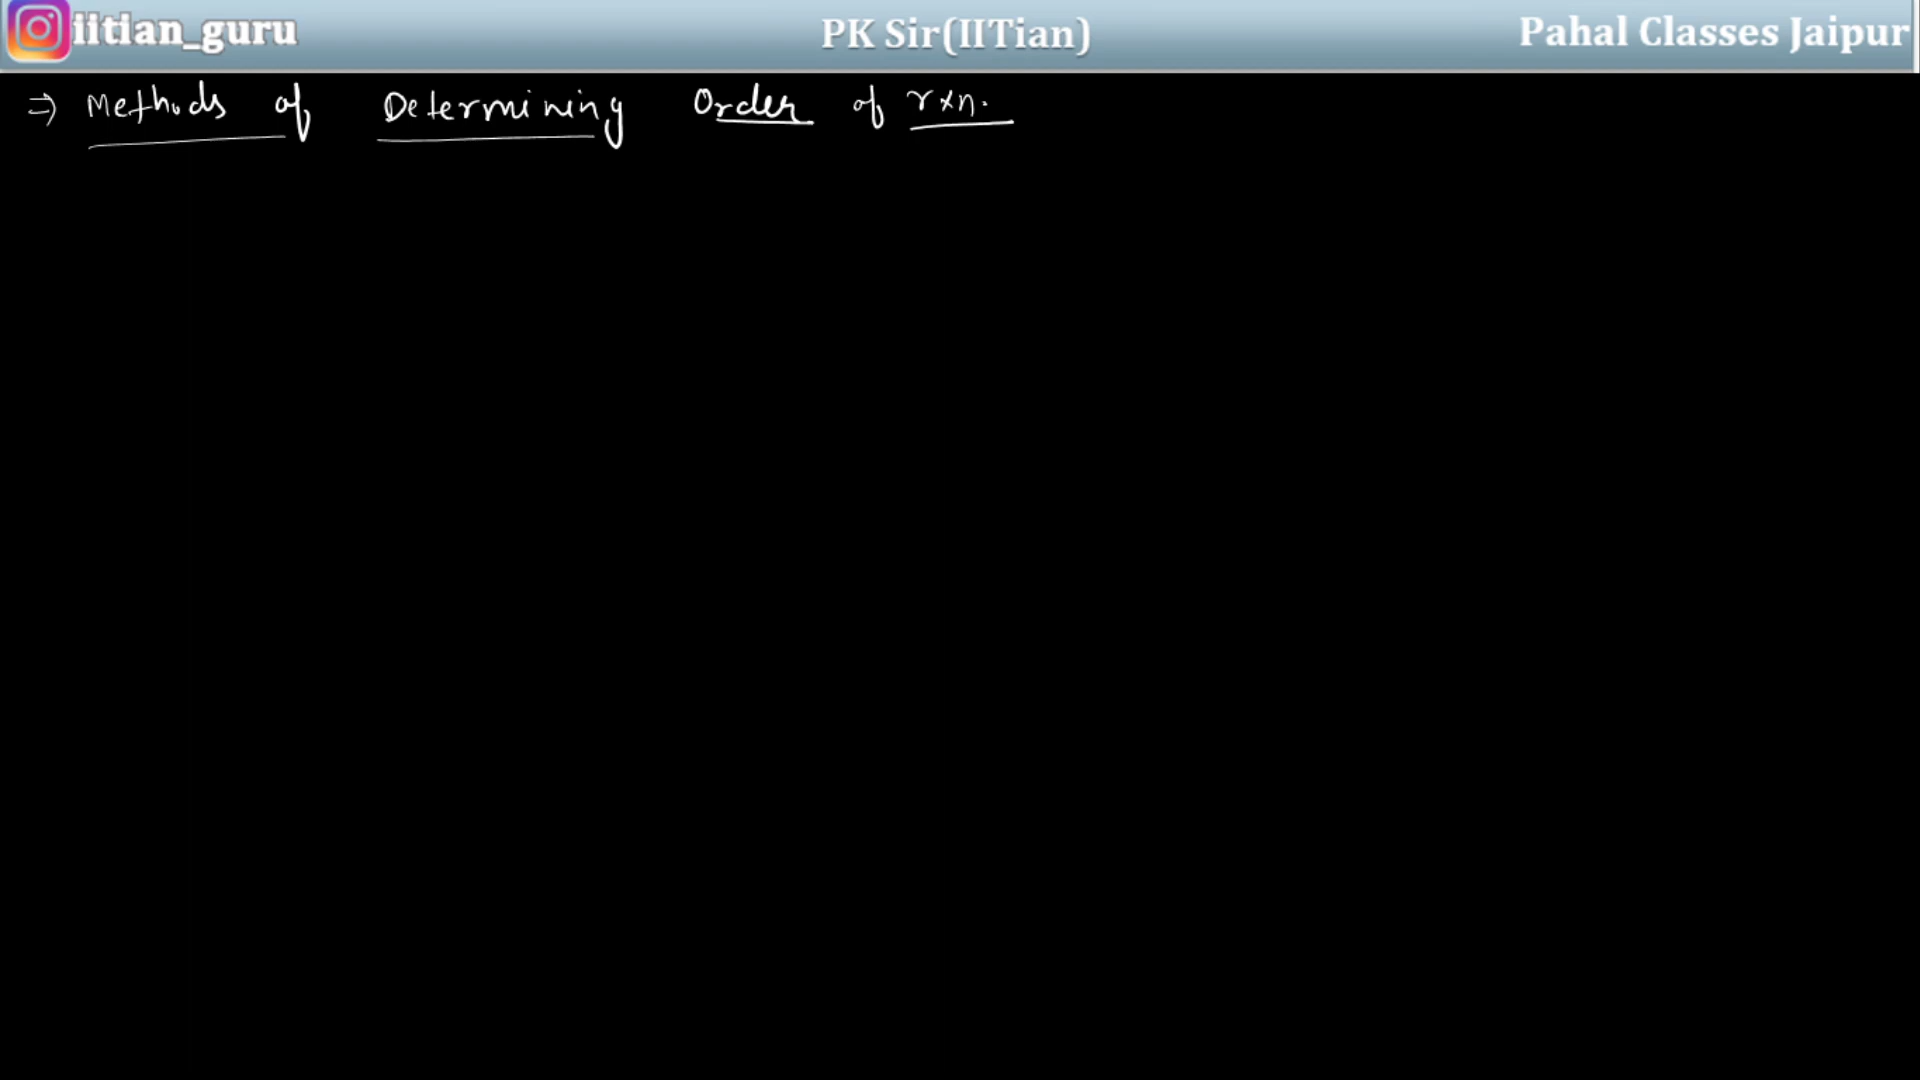 iitian_guru PK Sir(IITian) Pahal Classes Jaipur
⇒ Methods of Determining Order of rxn.